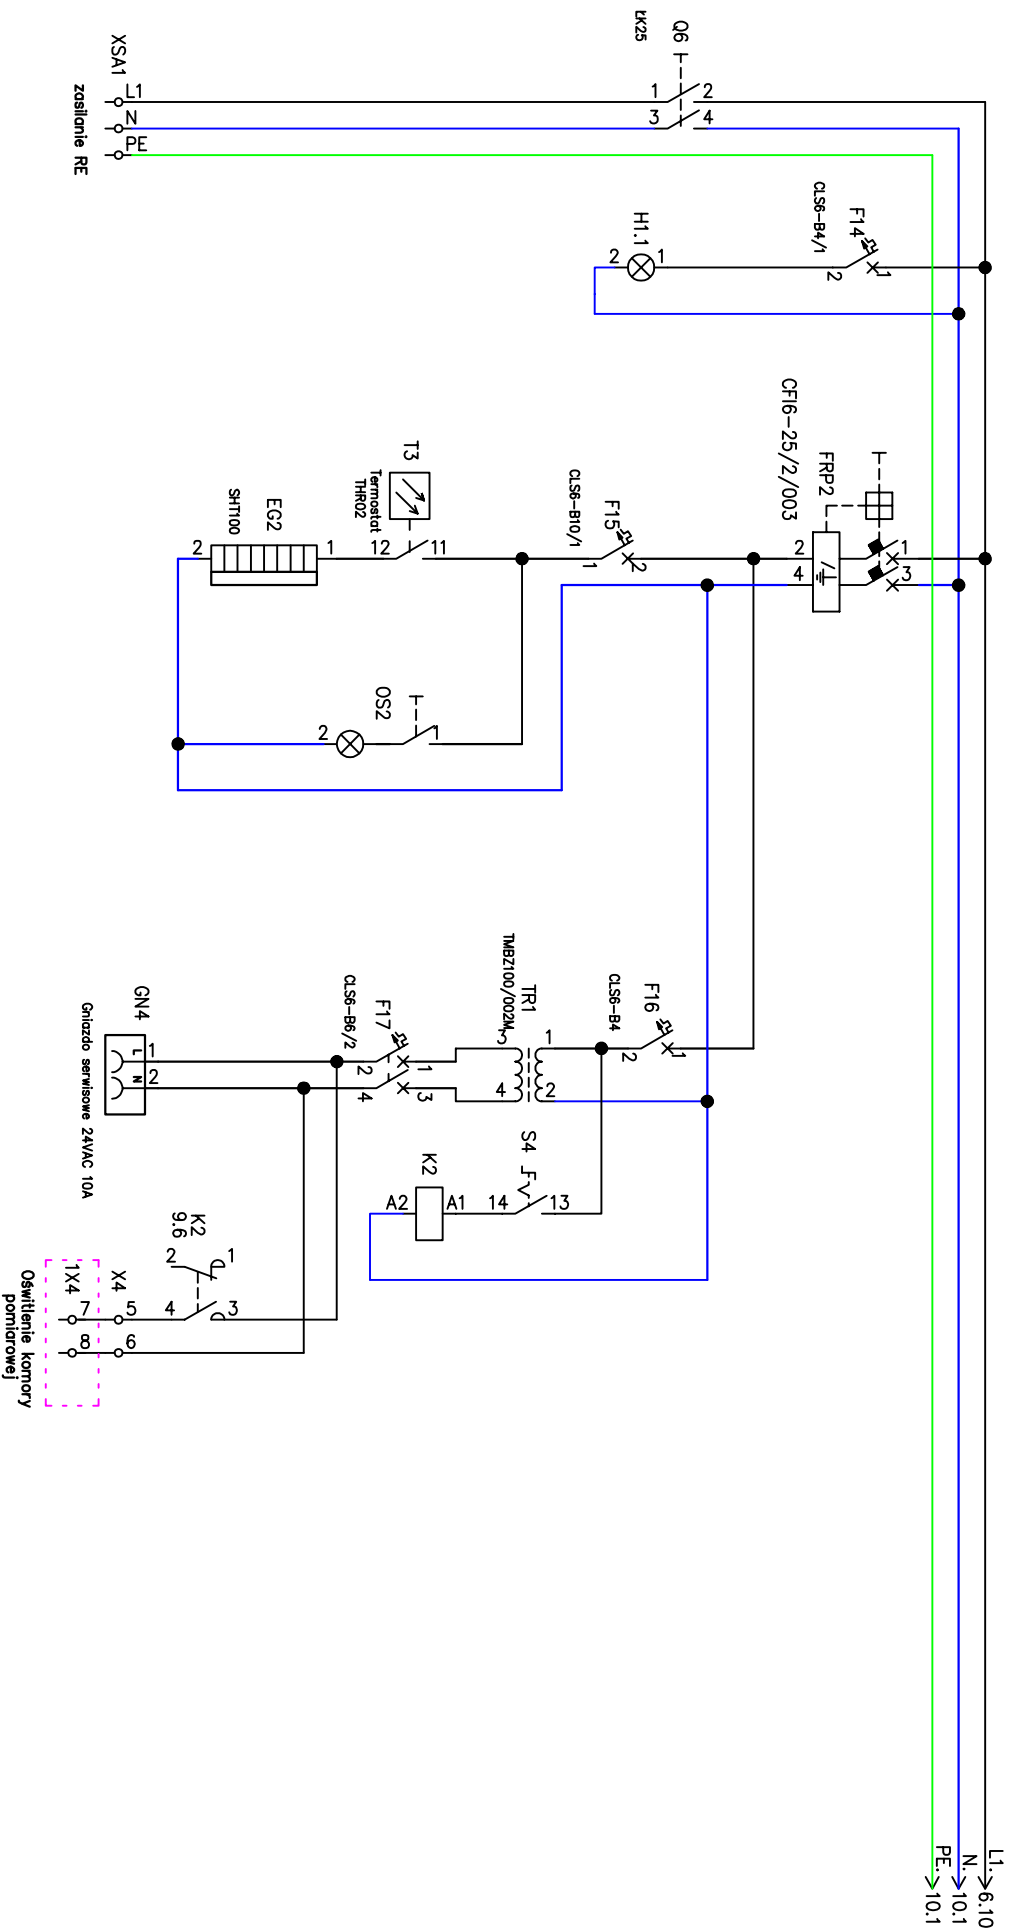 XSA1
L1
N
PE
zasilanie RE
ŁK25
Q6
1
2
3
4
CLS6-B4/1
F14
1
2
H1.1
1
2
CFI6-25/2/003
FRP2
1
2
3
4
CLS6-B10/1
F15
1
2
T3
Termostat
THR02
11
12
EG2
SHT100
1
2
OS2
1
2
F16
CLS6-B4
1
2
TR1
TMBZ100/002M
1
2
3
4
F17
CLS6-B6/2
1
2
3
4
GN4
L
N
1
2
Gniazdo serwisowe 24VAC 10A
S4
13
14
K2
A1
A2
K2
9.6
1
2
3
4
X4
5
6
1X4
7
8
Oświtlenie komory
pomiarowej
L1.
6.10
N.
10.1
PE.
10.1